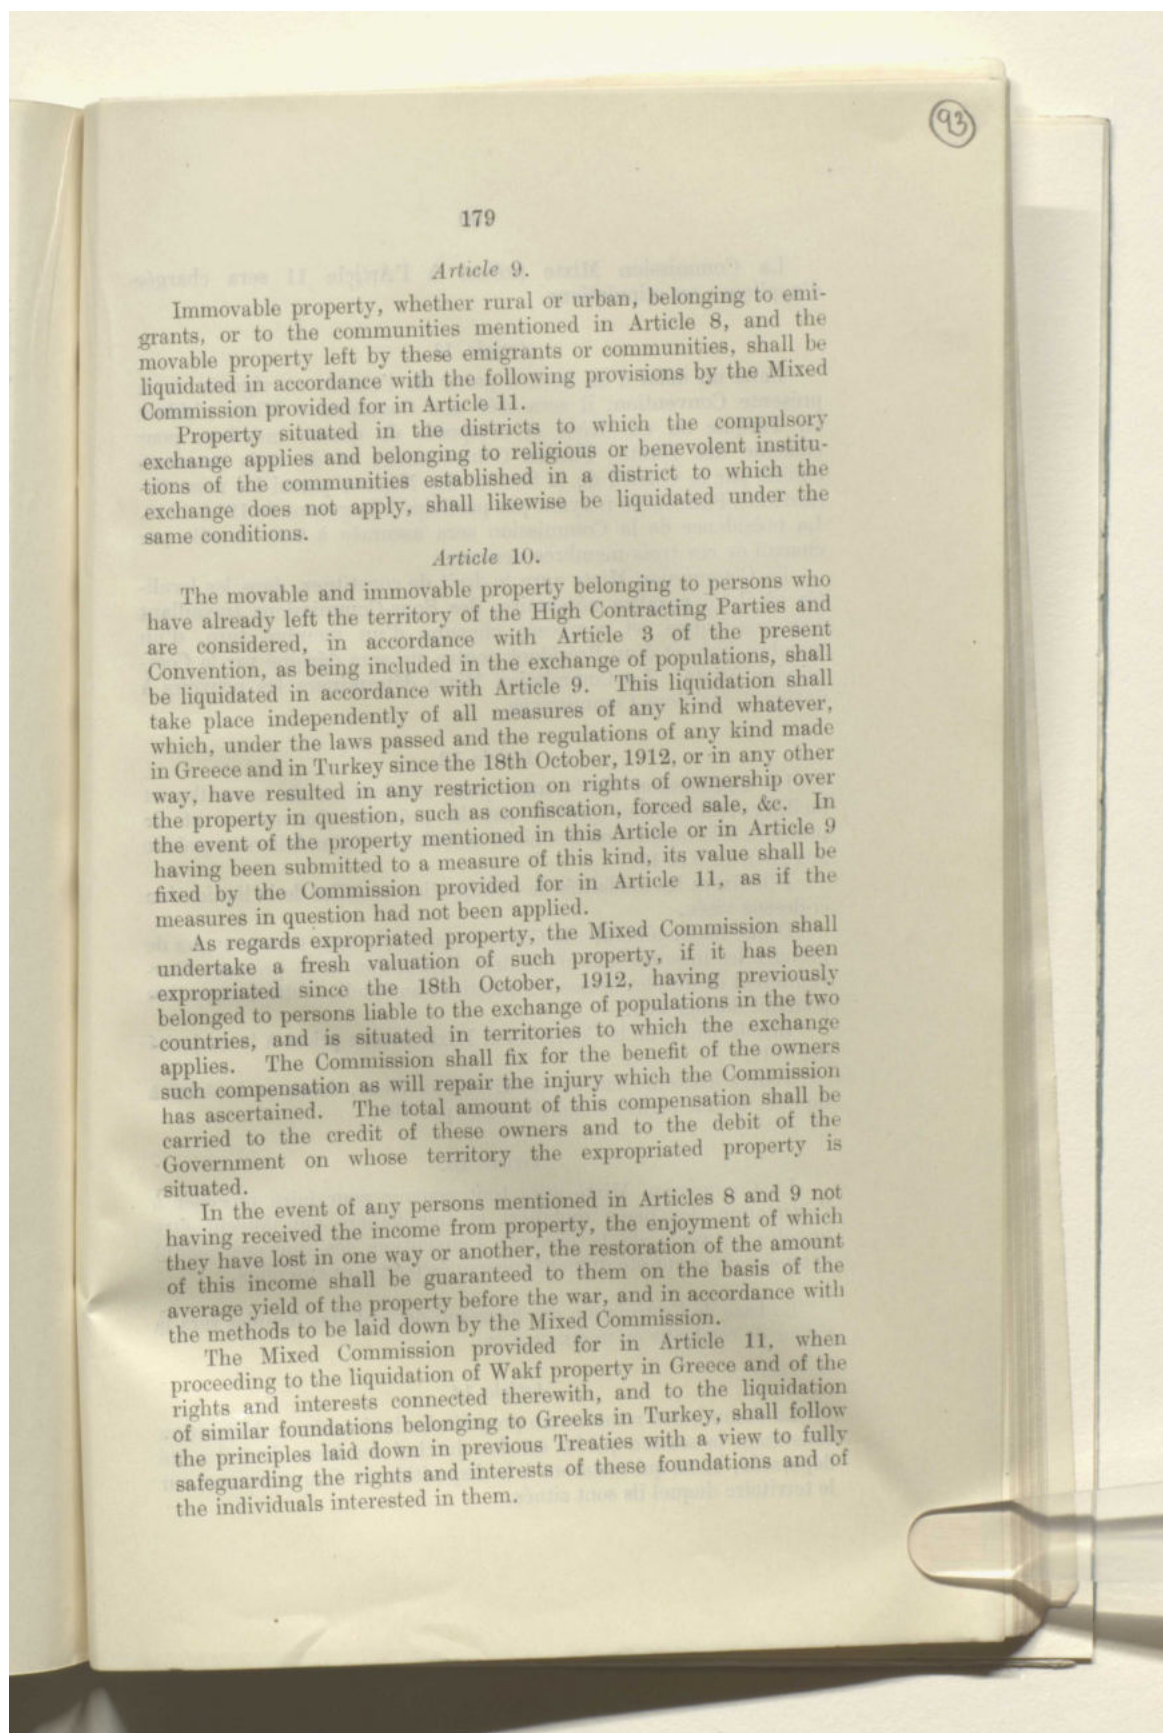 93
179
Article 9.
Immovable property, whether rural or urban, belonging to emi-
grants, or to the communities mentioned in Article 8, and the
movable property left by these emigrants or communities, shall be
liquidated in accordance with the following provisions by the Mixed
Commission provided for in Article 11.
Property situated in the districts to which the compulsory
exchange applies and belonging to religious or benevolent institu-
tions of the communities established in a district to which the
exchange does not apply, shall likewise be liquidated under the
same conditions.
Article 10.
The movable and immovable property belonging to persons who
have already left the territory of the High Contracting Parties and
are considered, in accordance with Article 3 of the present
Convention, as being included in the exchange of populations, shall
be liquidated in accordance with Article 9. This liquidation shall
take place independently of all measures of any kind whatever,
which, under the laws passed and the regulations of any kind made
in Greece and in Turkey since the 18th October, 1912, or in any other
way, have resulted in any restriction on rights of ownership over
the property in question, such as confiscation, forced sale, &c. In
the event of the property mentioned in this Article or in Article 9
having been submitted to a measure of this kind, its value shall be
fixed by the Commission provided for in Article 11, as if the
measures in question had not been applied.
As regards expropriated property, the Mixed Commission shall
undertake a fresh valuation of such property, if it has been
expropriated since the 18th October, 1912, having previously
belonged to persons liable to the exchange of populations in the two
countries, and is situated in territories to which the exchange
applies. The Commission shall fix for the benefit of the owners
such compensation as will repair the injury which the Commission
has ascertained. The total amount of this compensation shall be
carried to the credit of these owners and to the debit of the
Government on whose territory the expropriated property is
situated.
In the event of any persons mentioned in Articles 8 and 9 not
having received the income from property, the enjoyment of which
they have lost in one way or another, the restoration of the amount
of this income shall be guaranteed to them on the basis of the
average yield of the property before the war, and in accordance with
the methods to be laid down by the Mixed Commission.
The Mixed Commission provided for in Article 11, when
proceeding to the liquidation of Wakf property in Greece and of the
rights and interests connected therewith, and to the liquidation
of similar foundations belonging to Greeks in Turkey, shall follow
the principles laid down in previous Treaties with a view to fully
safeguarding the rights and interests of these foundations and of
the individuals interested in them.